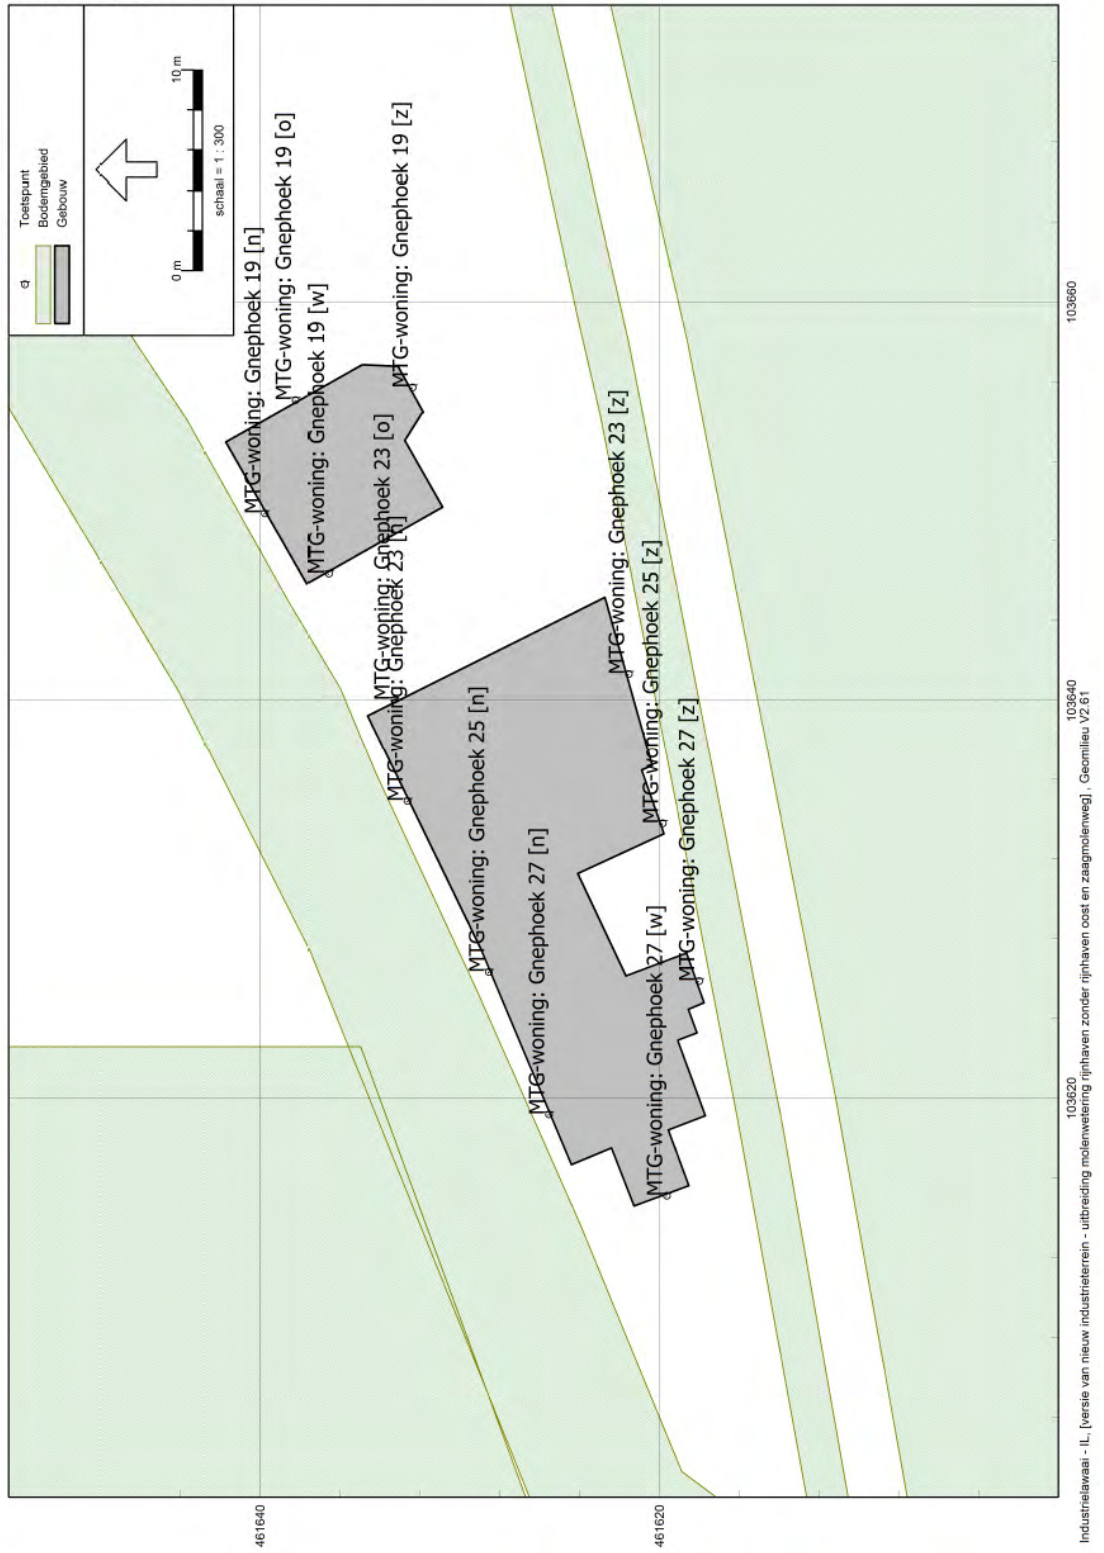 Toetspunt
Bodemgebied
Gebouw
0 m
10 m
schaal = 1 : 300
MTG-woning: Gnephoek 19 [n]
MTG-woning: Gnephoek 19 [o]
MTG-woning: Gnephoek 19 [w]
MTG-woning: Gnephoek 19 [z]
MTG-woning: Gnephoek 23 [o]
MTG-woning: Gnephoek 23 [n]
MTG-woning: Gnephoek 25 [n]
MTG-woning: Gnephoek 27 [n]
MTG-woning: Gnephoek 23 [z]
MTG-woning: Gnephoek 25 [z]
MTG-woning: Gnephoek 27 [z]
MTG-woning: Gnephoek 27 [w]
461640
461620
103620
103640
103660
Industrielawaai - IL, [versie van nieuw industrieterrein - uitbreiding molenwetering rijnhaven zonder rijnhaven oost en zaagmolenweg] , Geomilieu V2.61